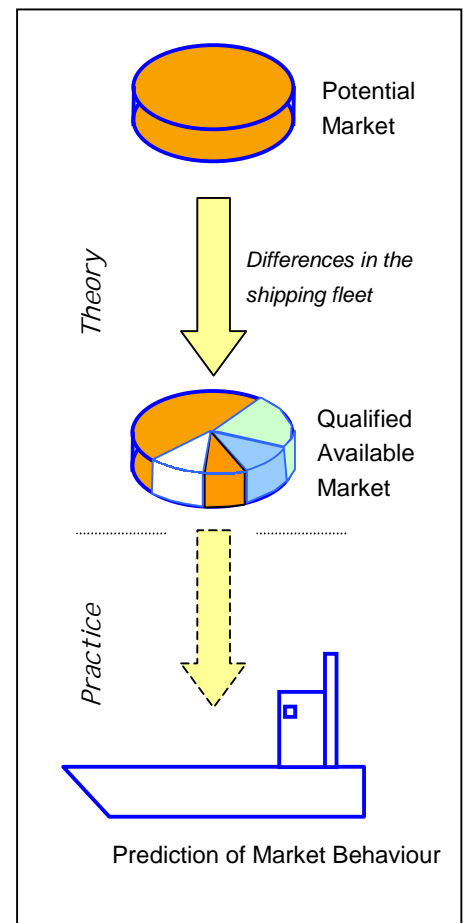 Potential
Market
Theory
Differences in the
shipping fleet
Qualified
Available
Market
Practice
Prediction of Market Behaviour